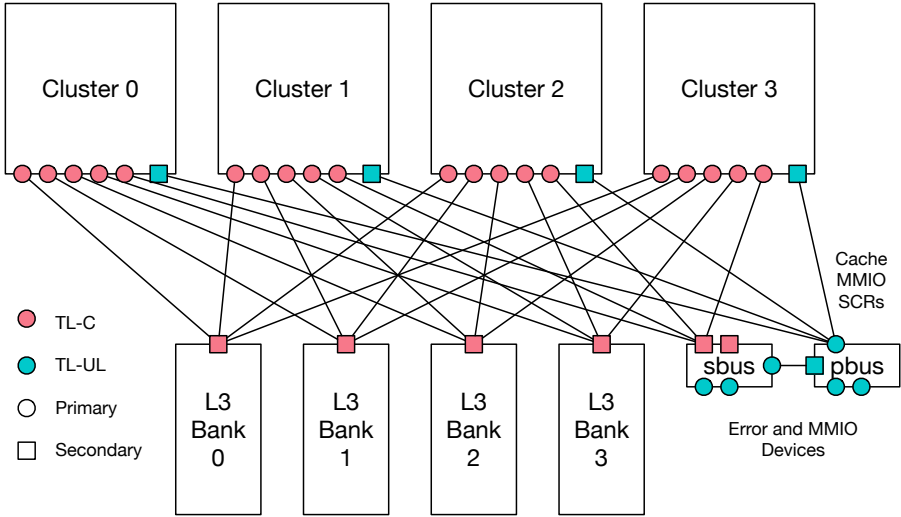 Cluster 0
Cluster 1
Cluster 2
Cluster 3
Cache
MMIO
SCRs
TL-C
TL-UL
Primary
Secondary
L3
Bank
0
L3
Bank
1
L3
Bank
2
L3
Bank
3
sbus
pbus
Error and MMIO
Devices